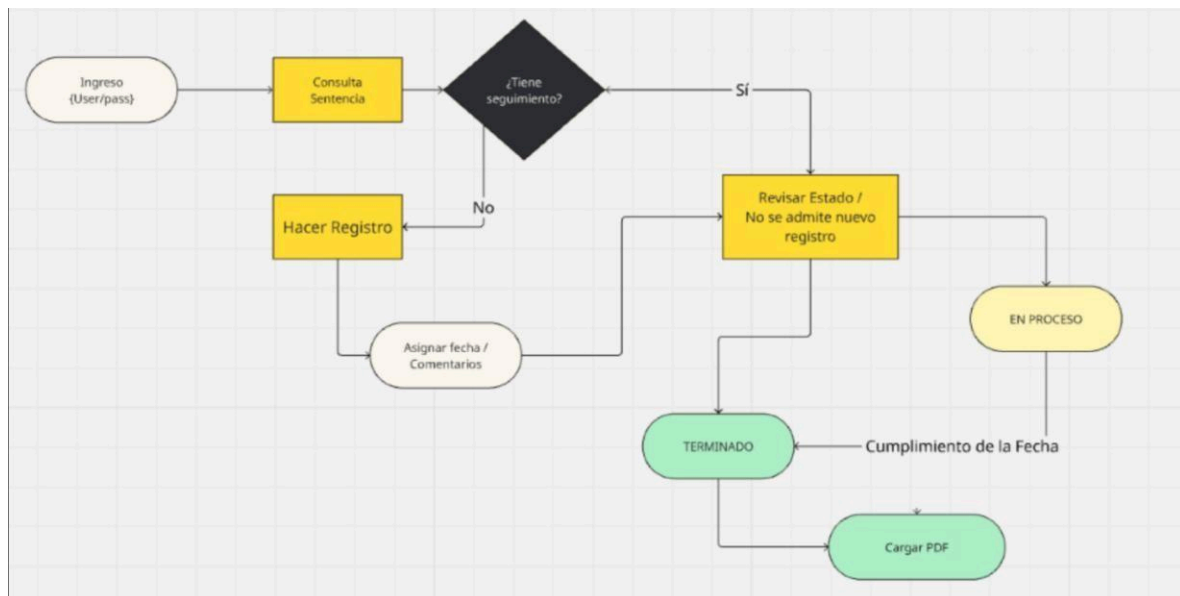 Ingreso
{User/pass}
Consulta
Sentencia
¿Tiene
seguimiento?
Sí
No
Hacer Registro
Revisar Estado /
No se admite nuevo
registro
EN PROCESO
Asignar fecha /
Comentarios
TERMINADO
Cumplimiento de la Fecha
Cargar PDF